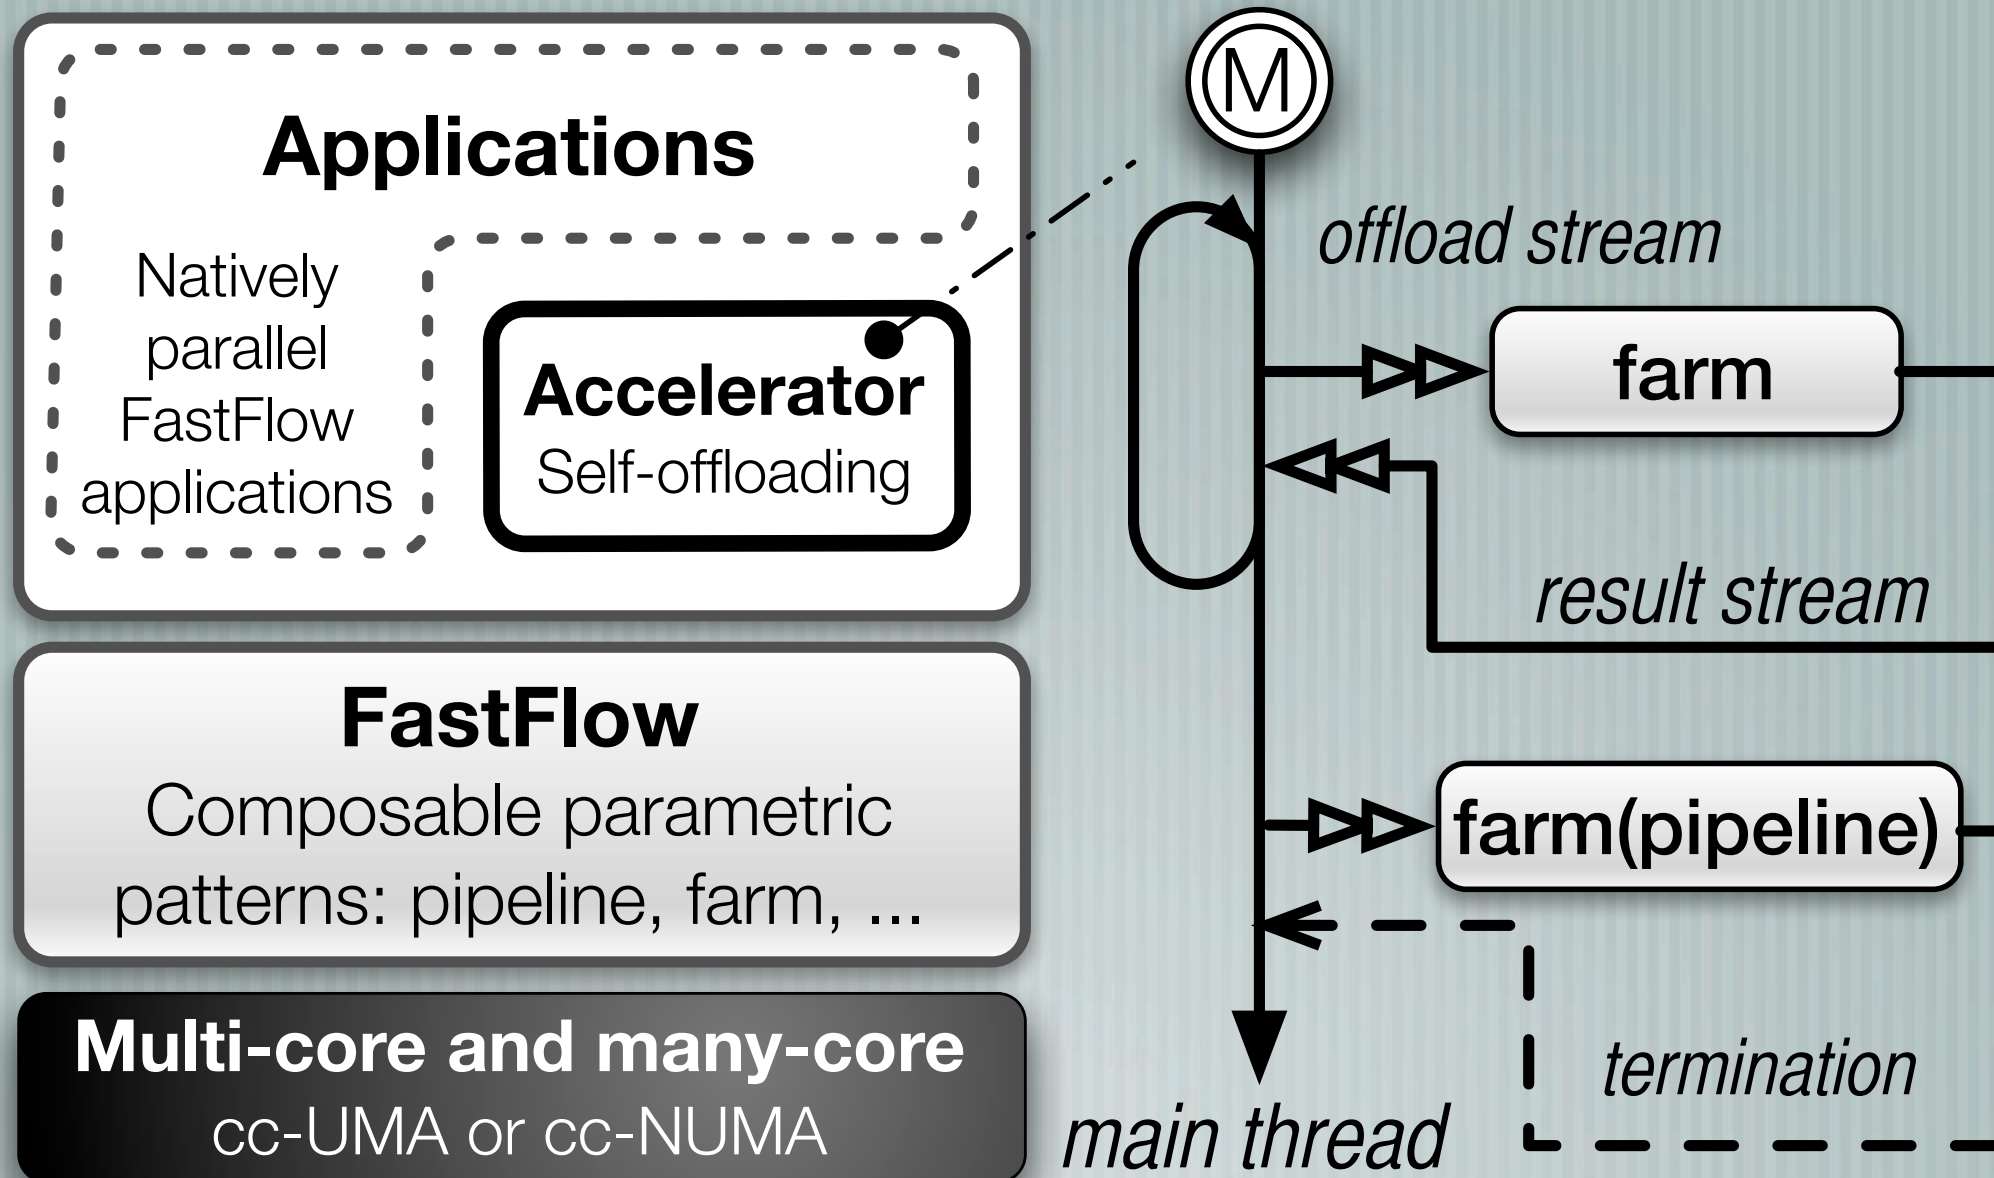 Applications
Natively
parallel
FastFlow
applications
Accelerator
Self-offloading
FastFlow
Composable parametric
patterns: pipeline, farm, ...
Multi-core and many-core
cc-UMA or cc-NUMA
M
offload stream
farm
result stream
farm(pipeline)
termination
main thread